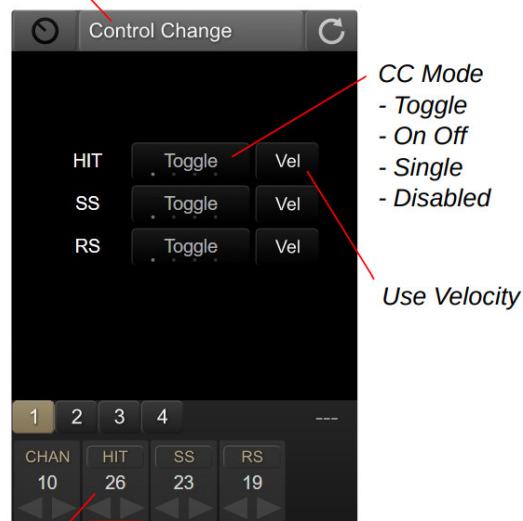 Control Change
CC Mode
- Toggle
- On Off
- Single
- Disabled
HIT Toggle Vel
SS Toggle Vel
RS Toggle Vel
Use Velocity
1 2 3 4 ---
CHAN HIT SS RS
10 26 23 19